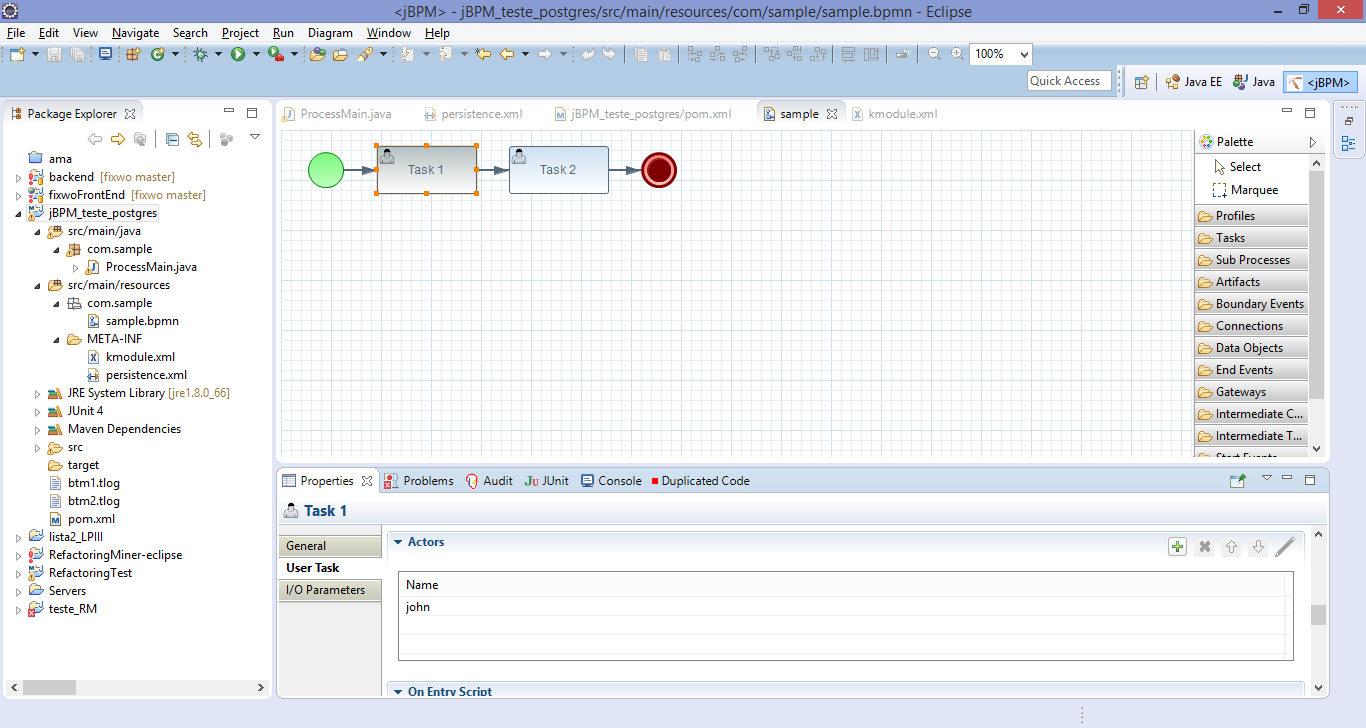 <jBPM> - jBPM_teste_postgres/src/main/resources/com/sample/sample.bpmn - Eclipse
File Edit View Navigate Search Project Run Diagram Window Help
100%
Quick Access Java EE Java <jBPM>
Package Explorer
ama
backend [fixwo master]
fixwoFrontEnd [fixwo master]
jBPM_teste_postgres
src/main/java
com.sample
ProcessMain.java
src/main/resources
com.sample
sample.bpmn
META-INF
kmodule.xml
persistence.xml
JRE System Library [jre1.8.0_66]
JUnit 4
Maven Dependencies
src
target
btm1.tlog
btm2.tlog
pom.xml
lista2_LPIII
RefactoringMiner-eclipse
RefactoringTest
Servers
teste_RM
ProcessMain.java persistence.xml jBPM_teste_postgres/pom.xml sample kmodule.xml
Task 1 Task 2
Palette
Select
Marquee
Profiles
Tasks
Sub Processes
Artifacts
Boundary Events
Connections
Data Objects
End Events
Gateways
Intermediate C...
Intermediate T...
Start Events
Properties Problems Audit JUnit Console Duplicated Code
Task 1
General
User Task
I/O Parameters
Actors
Name
john
On Entry Script